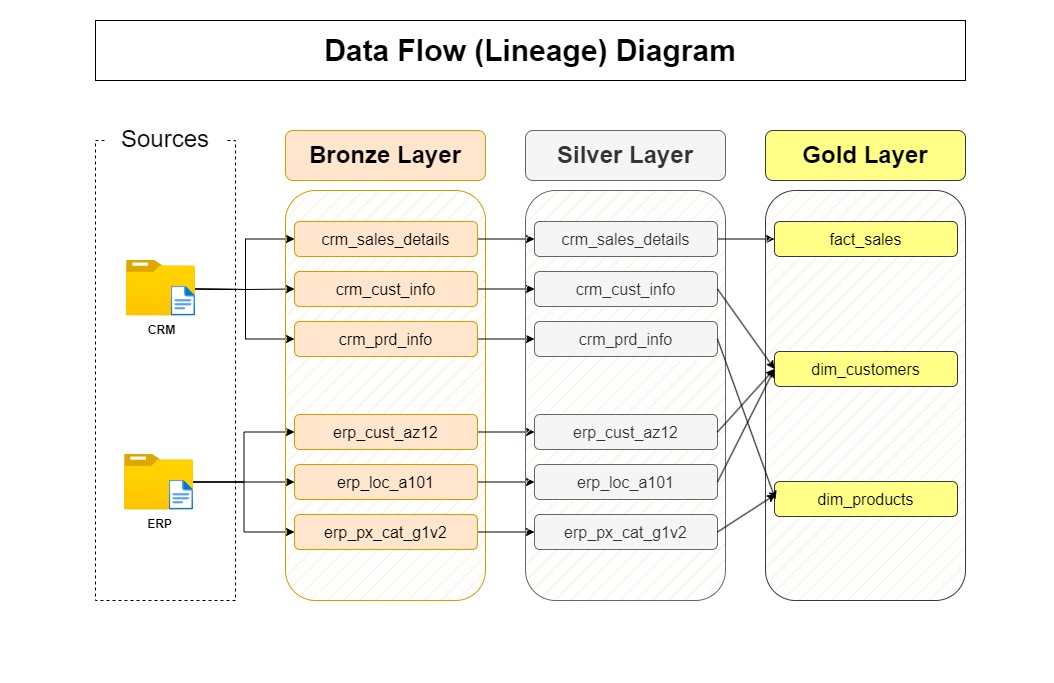 Data Flow (Lineage) Diagram
Sources
Bronze Layer
Silver Layer
Gold Layer
crm_sales_details
crm_sales_details
fact_sales
crm_cust_info
crm_cust_info
CRM
crm_prd_info
crm_prd_info
dim_customers
erp_cust_az12
erp_cust_az12
erp_loc_a101
erp_loc_a101
dim_products
ERP
erp_px_cat_g1v2
erp_px_cat_g1v2